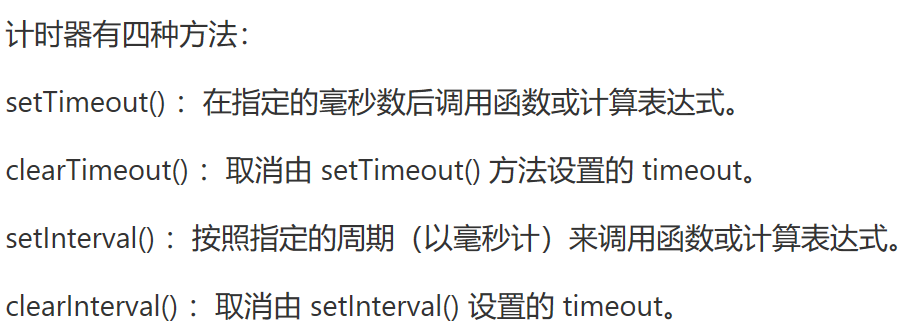 计时器有四种方法：
setTimeout() ：在指定的毫秒数后调用函数或计算表达式。
clearTimeout() ：取消由 setTimeout() 方法设置的 timeout。
setInterval() ：按照指定的周期（以毫秒计）来调用函数或计算表达式。
clearInterval() ：取消由 setInterval() 设置的 timeout。